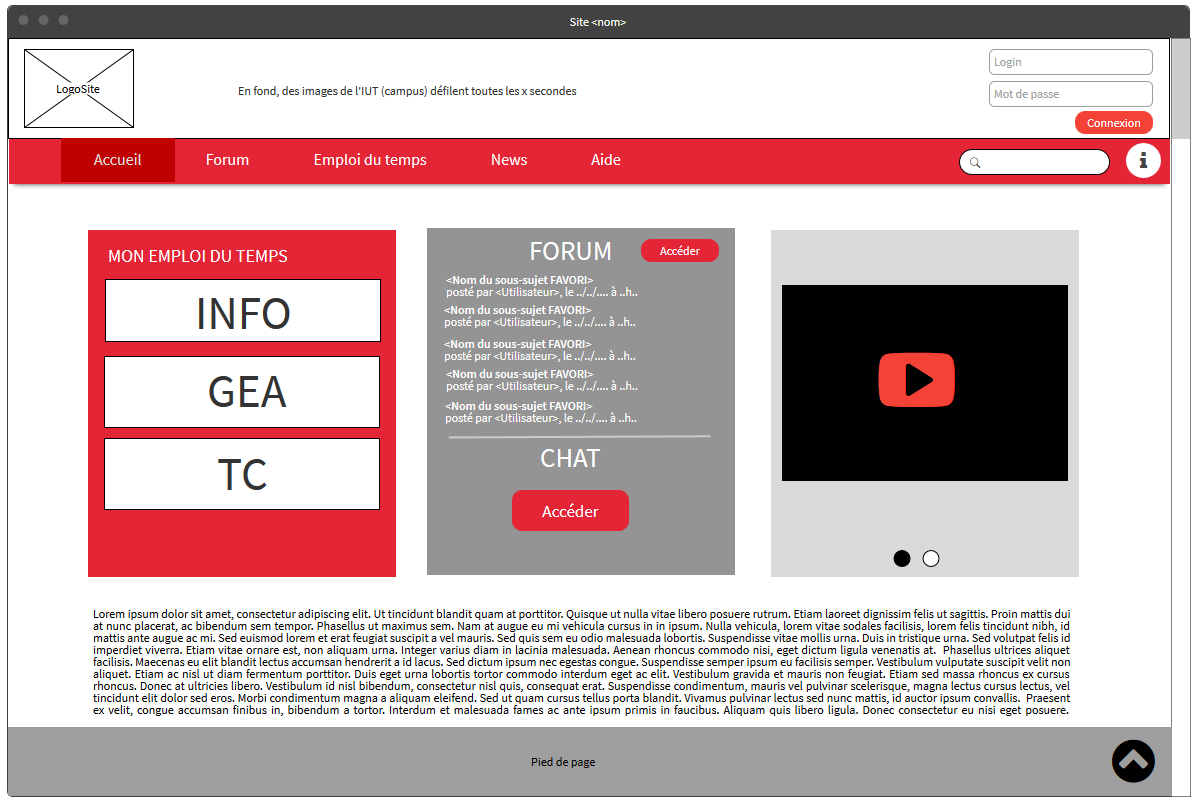 Site <nom>
LogoSite
En fond, des images de l'IUT (campus) défilent toutes les x secondes
Login
Mot de passe
Connexion
Accueil
Forum
Emploi du temps
News
Aide
i
MON EMPLOI DU TEMPS
INFO
GEA
TC
FORUM
Accéder
<Nom du sous-sujet FAVORI>
posté par <Utilisateur>, le ../../.... à ..h..
<Nom du sous-sujet FAVORI>
posté par <Utilisateur>, le ../../.... à ..h..
<Nom du sous-sujet FAVORI>
posté par <Utilisateur>, le ../../.... à ..h..
<Nom du sous-sujet FAVORI>
posté par <Utilisateur>, le ../../.... à ..h..
<Nom du sous-sujet FAVORI>
posté par <Utilisateur>, le ../../.... à ..h..
CHAT
Accéder
Lorem ipsum dolor sit amet, consectetur adipiscing elit. Ut tincidunt blandit quam at porttitor. Quisque ut nulla vitae libero posuere rutrum. Etiam laoreet dignissim felis ut sagittis. Proin mattis dui
at nunc placerat, ac bibendum sem tempor. Phasellus ut maximus sem. Nam at augue eu mi vehicula cursus in in ipsum. Nulla vehicula, lorem vitae sodales facilisis, lorem felis tincidunt nibh, id
mattis ante augue ac mi. Sed euismod lorem et erat feugiat suscipit a vel mauris. Sed quis sem eu odio malesuada lobortis. Suspendisse vitae mollis urna. Duis in tristique urna. Sed volutpat felis id
imperdiet viverra. Etiam vitae ornare est, non aliquam urna. Integer varius diam in lacinia malesuada. Aenean rhoncus commodo nisi, eget dictum ligula venenatis at.  Phasellus ultrices aliquet
facilisis. Maecenas eu elit blandit lectus accumsan hendrerit a id lacus. Sed dictum ipsum nec egestas congue. Suspendisse semper ipsum eu facilisis semper. Vestibulum vulputate suscipit velit non
aliquet. Etiam ac nisl ut diam fermentum porttitor. Duis eget urna lobortis tortor commodo interdum eget ac elit. Vestibulum gravida et mauris non feugiat. Etiam sed massa rhoncus ex cursus
rhoncus. Donec at ultricies libero. Vestibulum id nisl bibendum, consectetur nisl quis, consequat erat. Suspendisse condimentum, mauris vel pulvinar scelerisque, magna lectus cursus lectus, vel
tincidunt elit dolor sed eros. Morbi condimentum magna a aliquam eleifend. Sed ut quam cursus tellus porta blandit. Vivamus pulvinar lectus sed nunc mattis, id auctor ipsum convallis.  Praesent
ex velit, congue accumsan finibus in, bibendum a tortor. Interdum et malesuada fames ac ante ipsum primis in faucibus. Aliquam quis libero ligula. Donec consectetur eu nisi eget posuere.
Pied de page